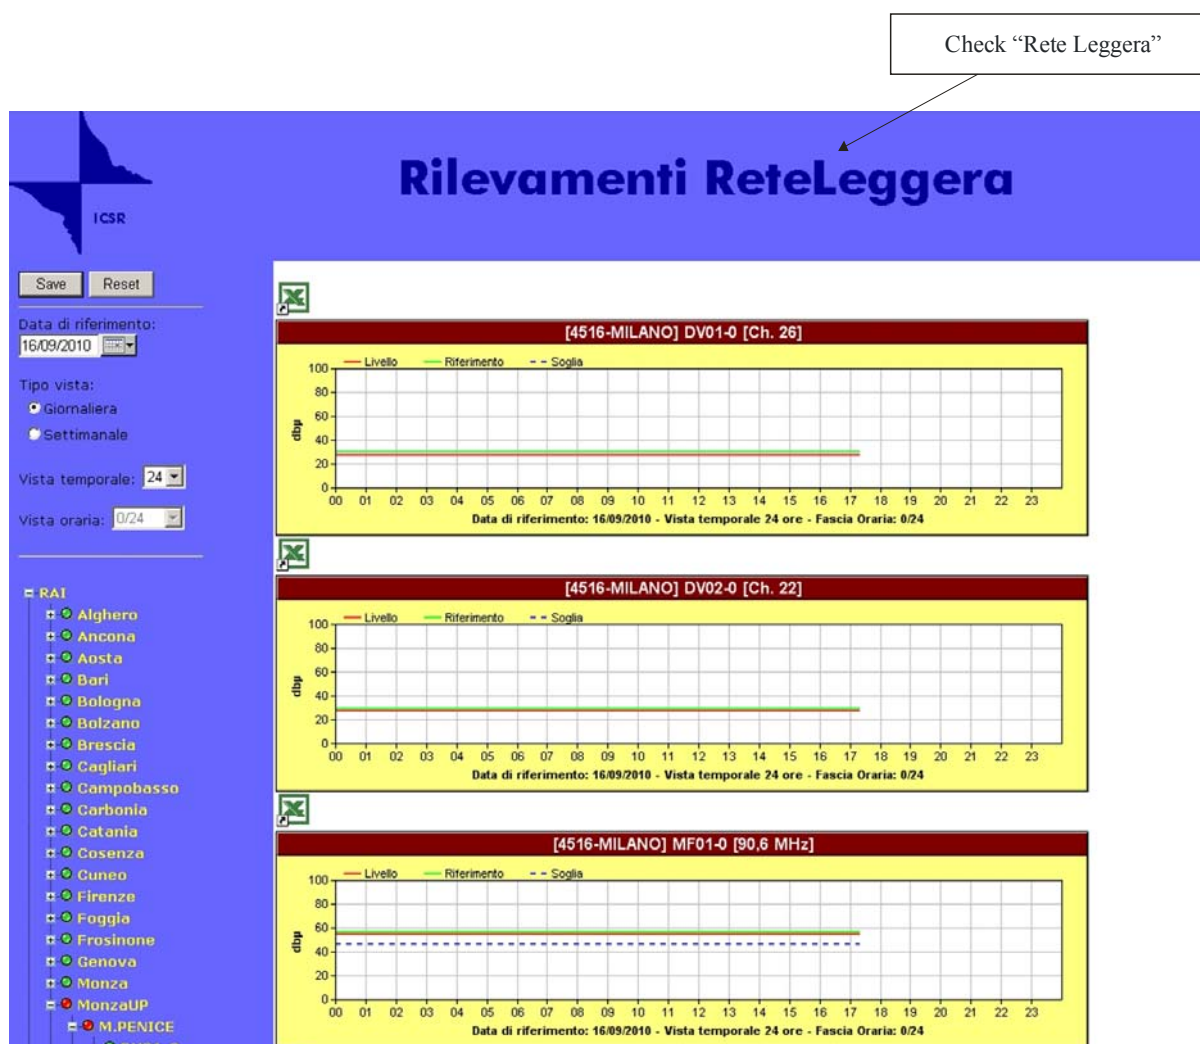 Check “Rete Leggera”
Rilevamenti ReteLeggera
ICSR
Save Reset
Data di riferimento:
16/09/2010
Tipo vista:
Giornaliera
Settimanale
Vista temporale: 24
Vista oraria: 0/24
RAI
Alghero
Ancona
Aosta
Bari
Bologna
Bolzano
Brescia
Cagliari
Campobasso
Carbonia
Catania
Cosenza
Cuneo
Firenze
Foggia
Frosinone
Genova
Monza
MonzaUP
M.PENICE
[4516-MILANO] DV01-0 [Ch. 26]
Livello Riferimento Soglia
100
80
60
40
20
0
dbµ
00 01 02 03 04 05 06 07 08 09 10 11 12 13 14 15 16 17 18 19 20 21 22 23
Data di riferimento: 16/09/2010 - Vista temporale 24 ore - Fascia Oraria: 0/24
[4516-MILANO] DV02-0 [Ch. 22]
Livello Riferimento Soglia
100
80
60
40
20
0
dbµ
00 01 02 03 04 05 06 07 08 09 10 11 12 13 14 15 16 17 18 19 20 21 22 23
Data di riferimento: 16/09/2010 - Vista temporale 24 ore - Fascia Oraria: 0/24
[4516-MILANO] MF01-0 [90,6 MHz]
Livello Riferimento Soglia
100
80
60
40
20
0
dbµ
00 01 02 03 04 05 06 07 08 09 10 11 12 13 14 15 16 17 18 19 20 21 22 23
Data di riferimento: 16/09/2010 - Vista temporale 24 ore - Fascia Oraria: 0/24